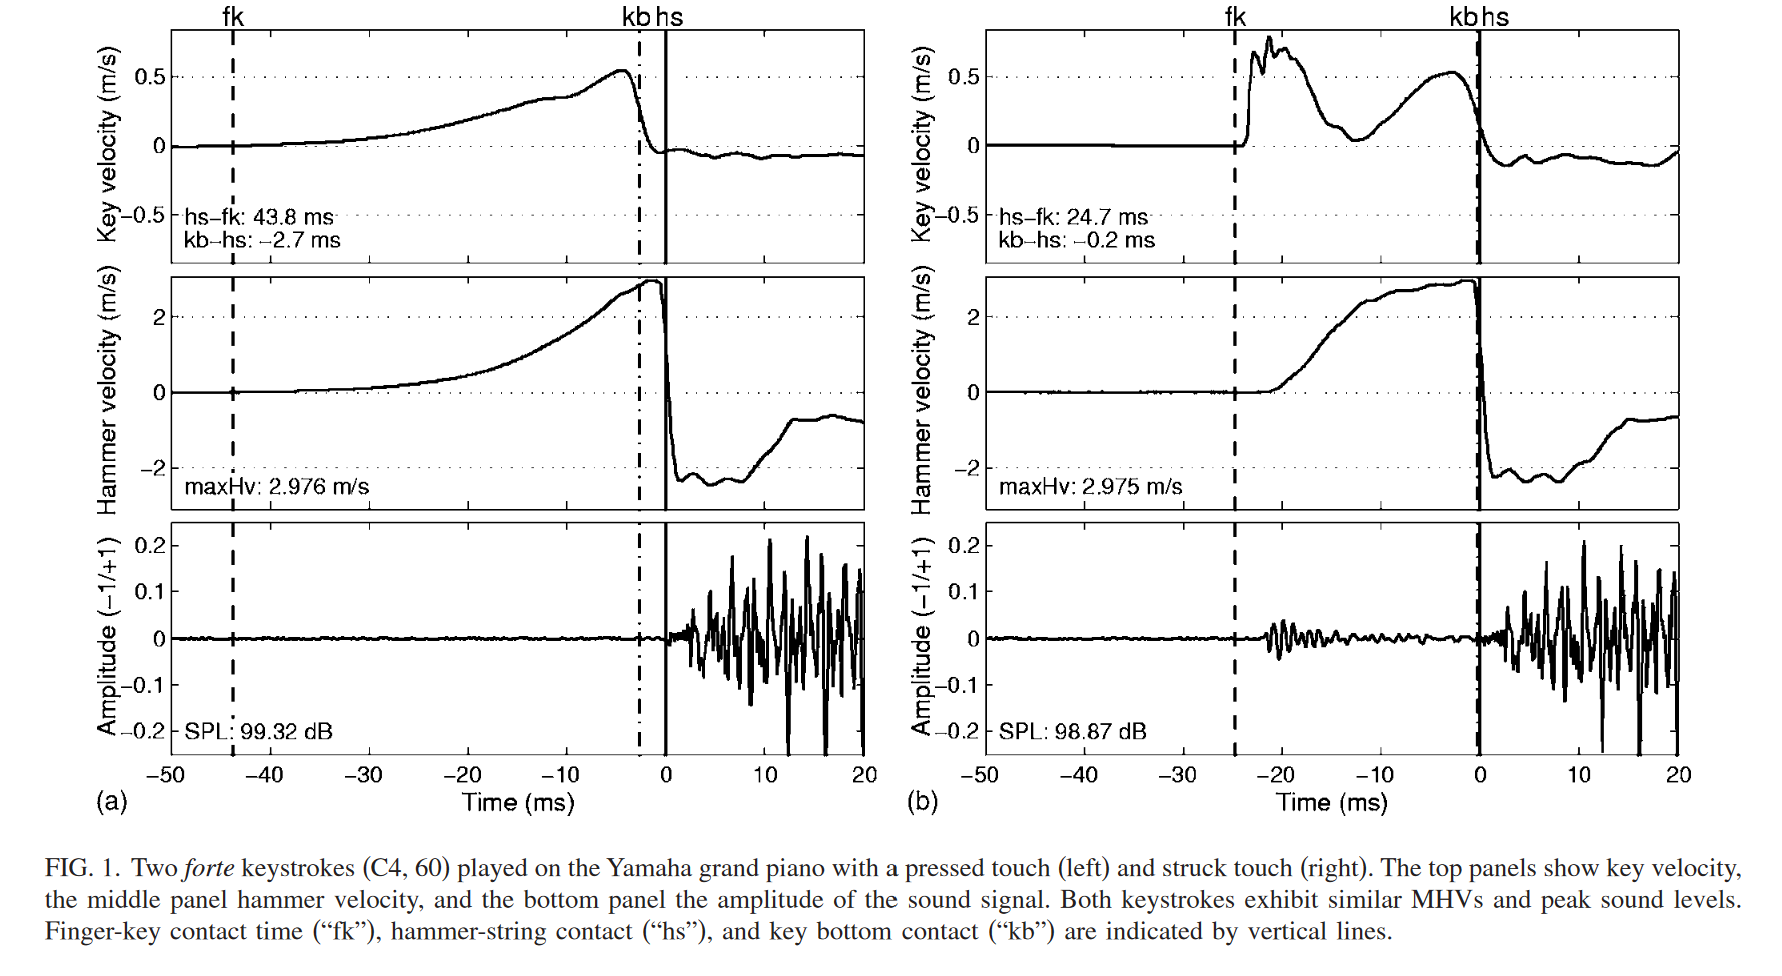 fk kb hs
Key velocity (m/s)
0.5
0
−0.5
hs−fk: 43.8 ms
kb−hs: −2.7 ms
Hammer velocity (m/s)
2
0
−2
maxHv: 2.976 m/s
Amplitude (−1/+1)
0.2
0.1
0
−0.1
−0.2
SPL: 99.32 dB
−50 −40 −30 −20 −10 0 10 20
(a) Time (ms)
fk kb hs
Key velocity (m/s)
0.5
0
−0.5
hs−fk: 24.7 ms
kb−hs: −0.2 ms
Hammer velocity (m/s)
2
0
−2
maxHv: 2.975 m/s
Amplitude (−1/+1)
0.2
0.1
0
−0.1
−0.2
SPL: 98.87 dB
−50 −40 −30 −20 −10 0 10 20
(b) Time (ms)
FIG. 1. Two forte keystrokes (C4, 60) played on the Yamaha grand piano with a pressed touch (left) and struck touch (right). The top panels show key velocity,
the middle panel hammer velocity, and the bottom panel the amplitude of the sound signal. Both keystrokes exhibit similar MHVs and peak sound levels.
Finger-key contact time (“fk”), hammer-string contact (“hs”), and key bottom contact (“kb”) are indicated by vertical lines.